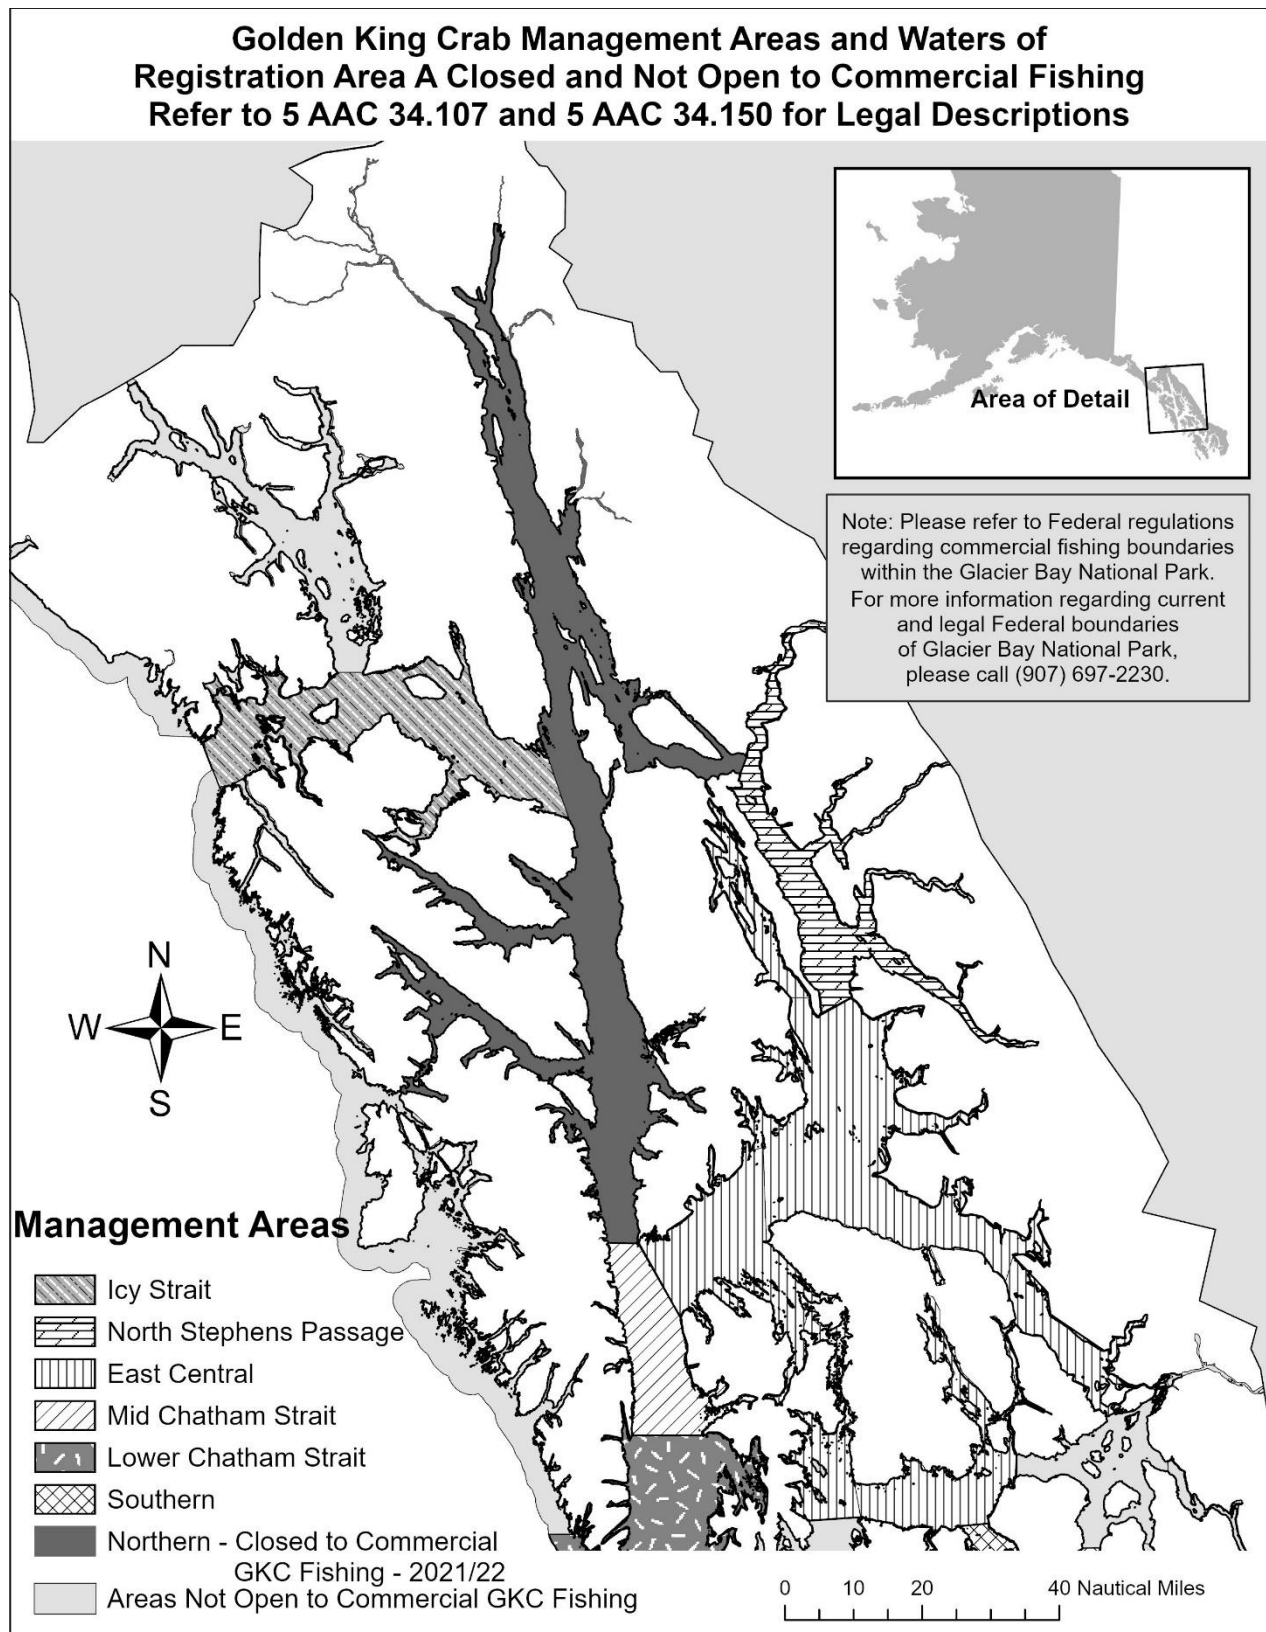 Golden King Crab Management Areas and Waters of
Registration Area A Closed and Not Open to Commercial Fishing
Refer to 5 AAC 34.107 and 5 AAC 34.150 for Legal Descriptions
Area of Detail
Note: Please refer to Federal regulations
regarding commercial fishing boundaries
within the Glacier Bay National Park.
For more information regarding current
and legal Federal boundaries
of Glacier Bay National Park,
please call (907) 697-2230.
N
W E
S
Management Areas
Icy Strait
North Stephens Passage
East Central
Mid Chatham Strait
Lower Chatham Strait
Southern
Northern - Closed to Commercial
GKC Fishing - 2021/22
Areas Not Open to Commercial GKC Fishing
0 10 20 40 Nautical Miles